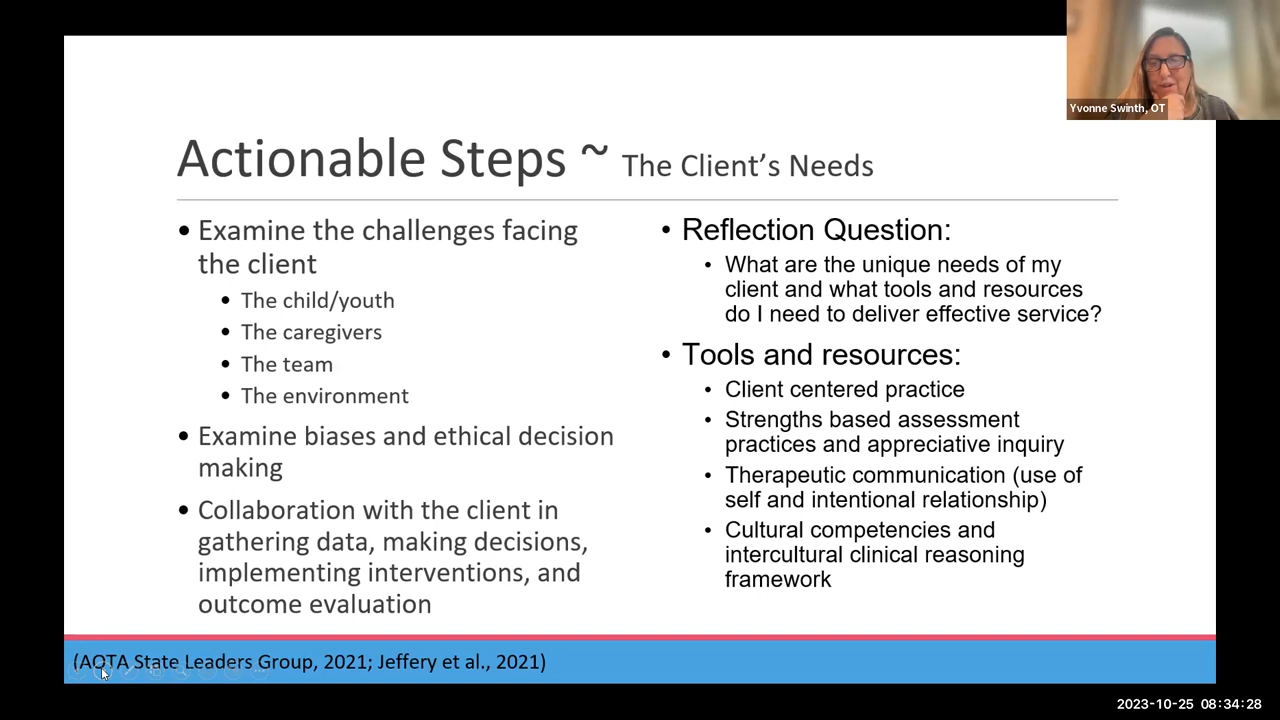 Yvonne Swinth, OT
Actionable Steps ~ The Client's Needs
• Examine the challenges facing
the client
• The child/youth
• The caregivers
• The team
• The environment
• Examine biases and ethical decision
making
• Collaboration with the client in
gathering data, making decisions,
implementing interventions, and
outcome evaluation
• Reflection Question:
• What are the unique needs of my
client and what tools and resources
do I need to deliver effective service?
• Tools and resources:
• Client centered practice
• Strengths based assessment
practices and appreciative inquiry
• Therapeutic communication (use of
self and intentional relationship)
• Cultural competencies and
intercultural clinical reasoning
framework
(AOTA State Leaders Group, 2021; Jeffery et al., 2021)
2023-10-25 08:34:28